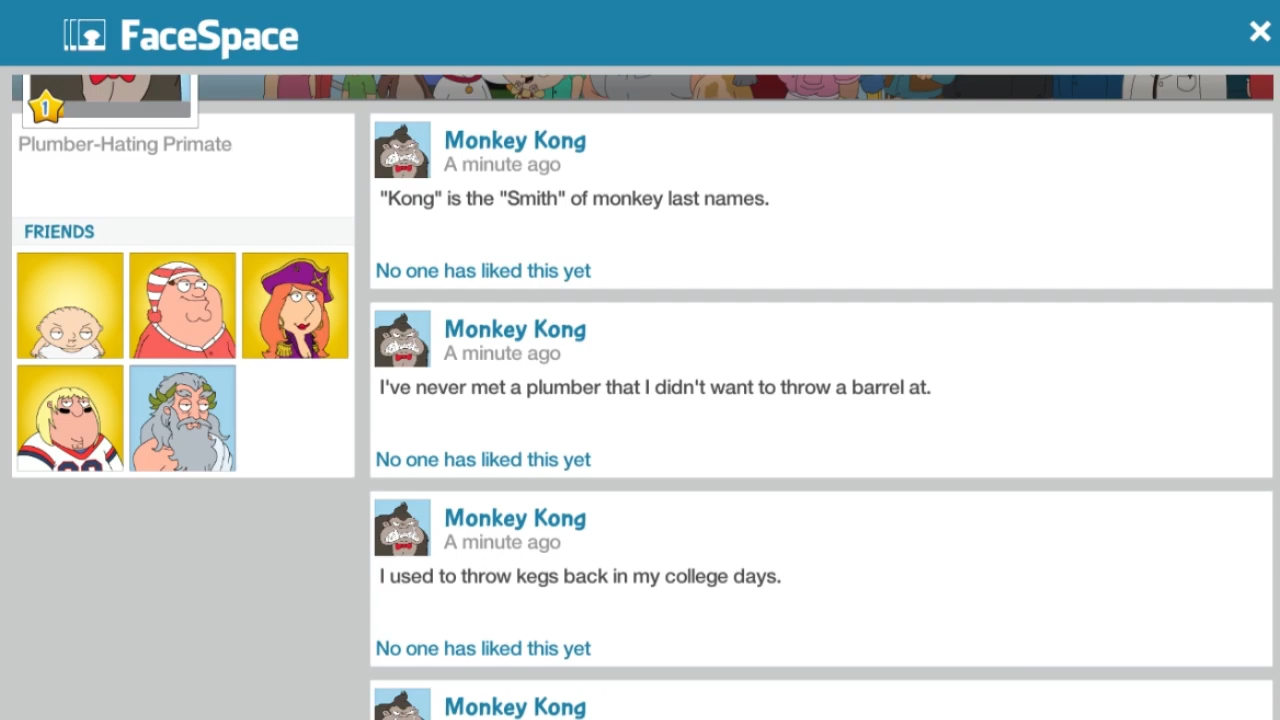 FaceSpace
1
Plumber-Hating Primate
FRIENDS
Monkey Kong
A minute ago
"Kong" is the "Smith" of monkey last names.
No one has liked this yet
Monkey Kong
A minute ago
I've never met a plumber that I didn't want to throw a barrel at.
No one has liked this yet
Monkey Kong
A minute ago
I used to throw kegs back in my college days.
No one has liked this yet
Monkey Kong